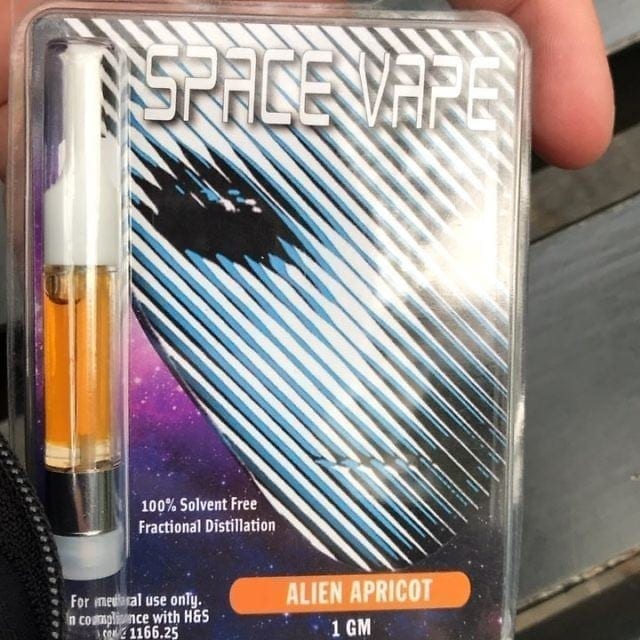 SPACE VAPE
100% Solvent Free
Fractional Distillation
For medical use only.
n compliance with H&S
code 1166.25
ALIEN APRICOT
1 GM